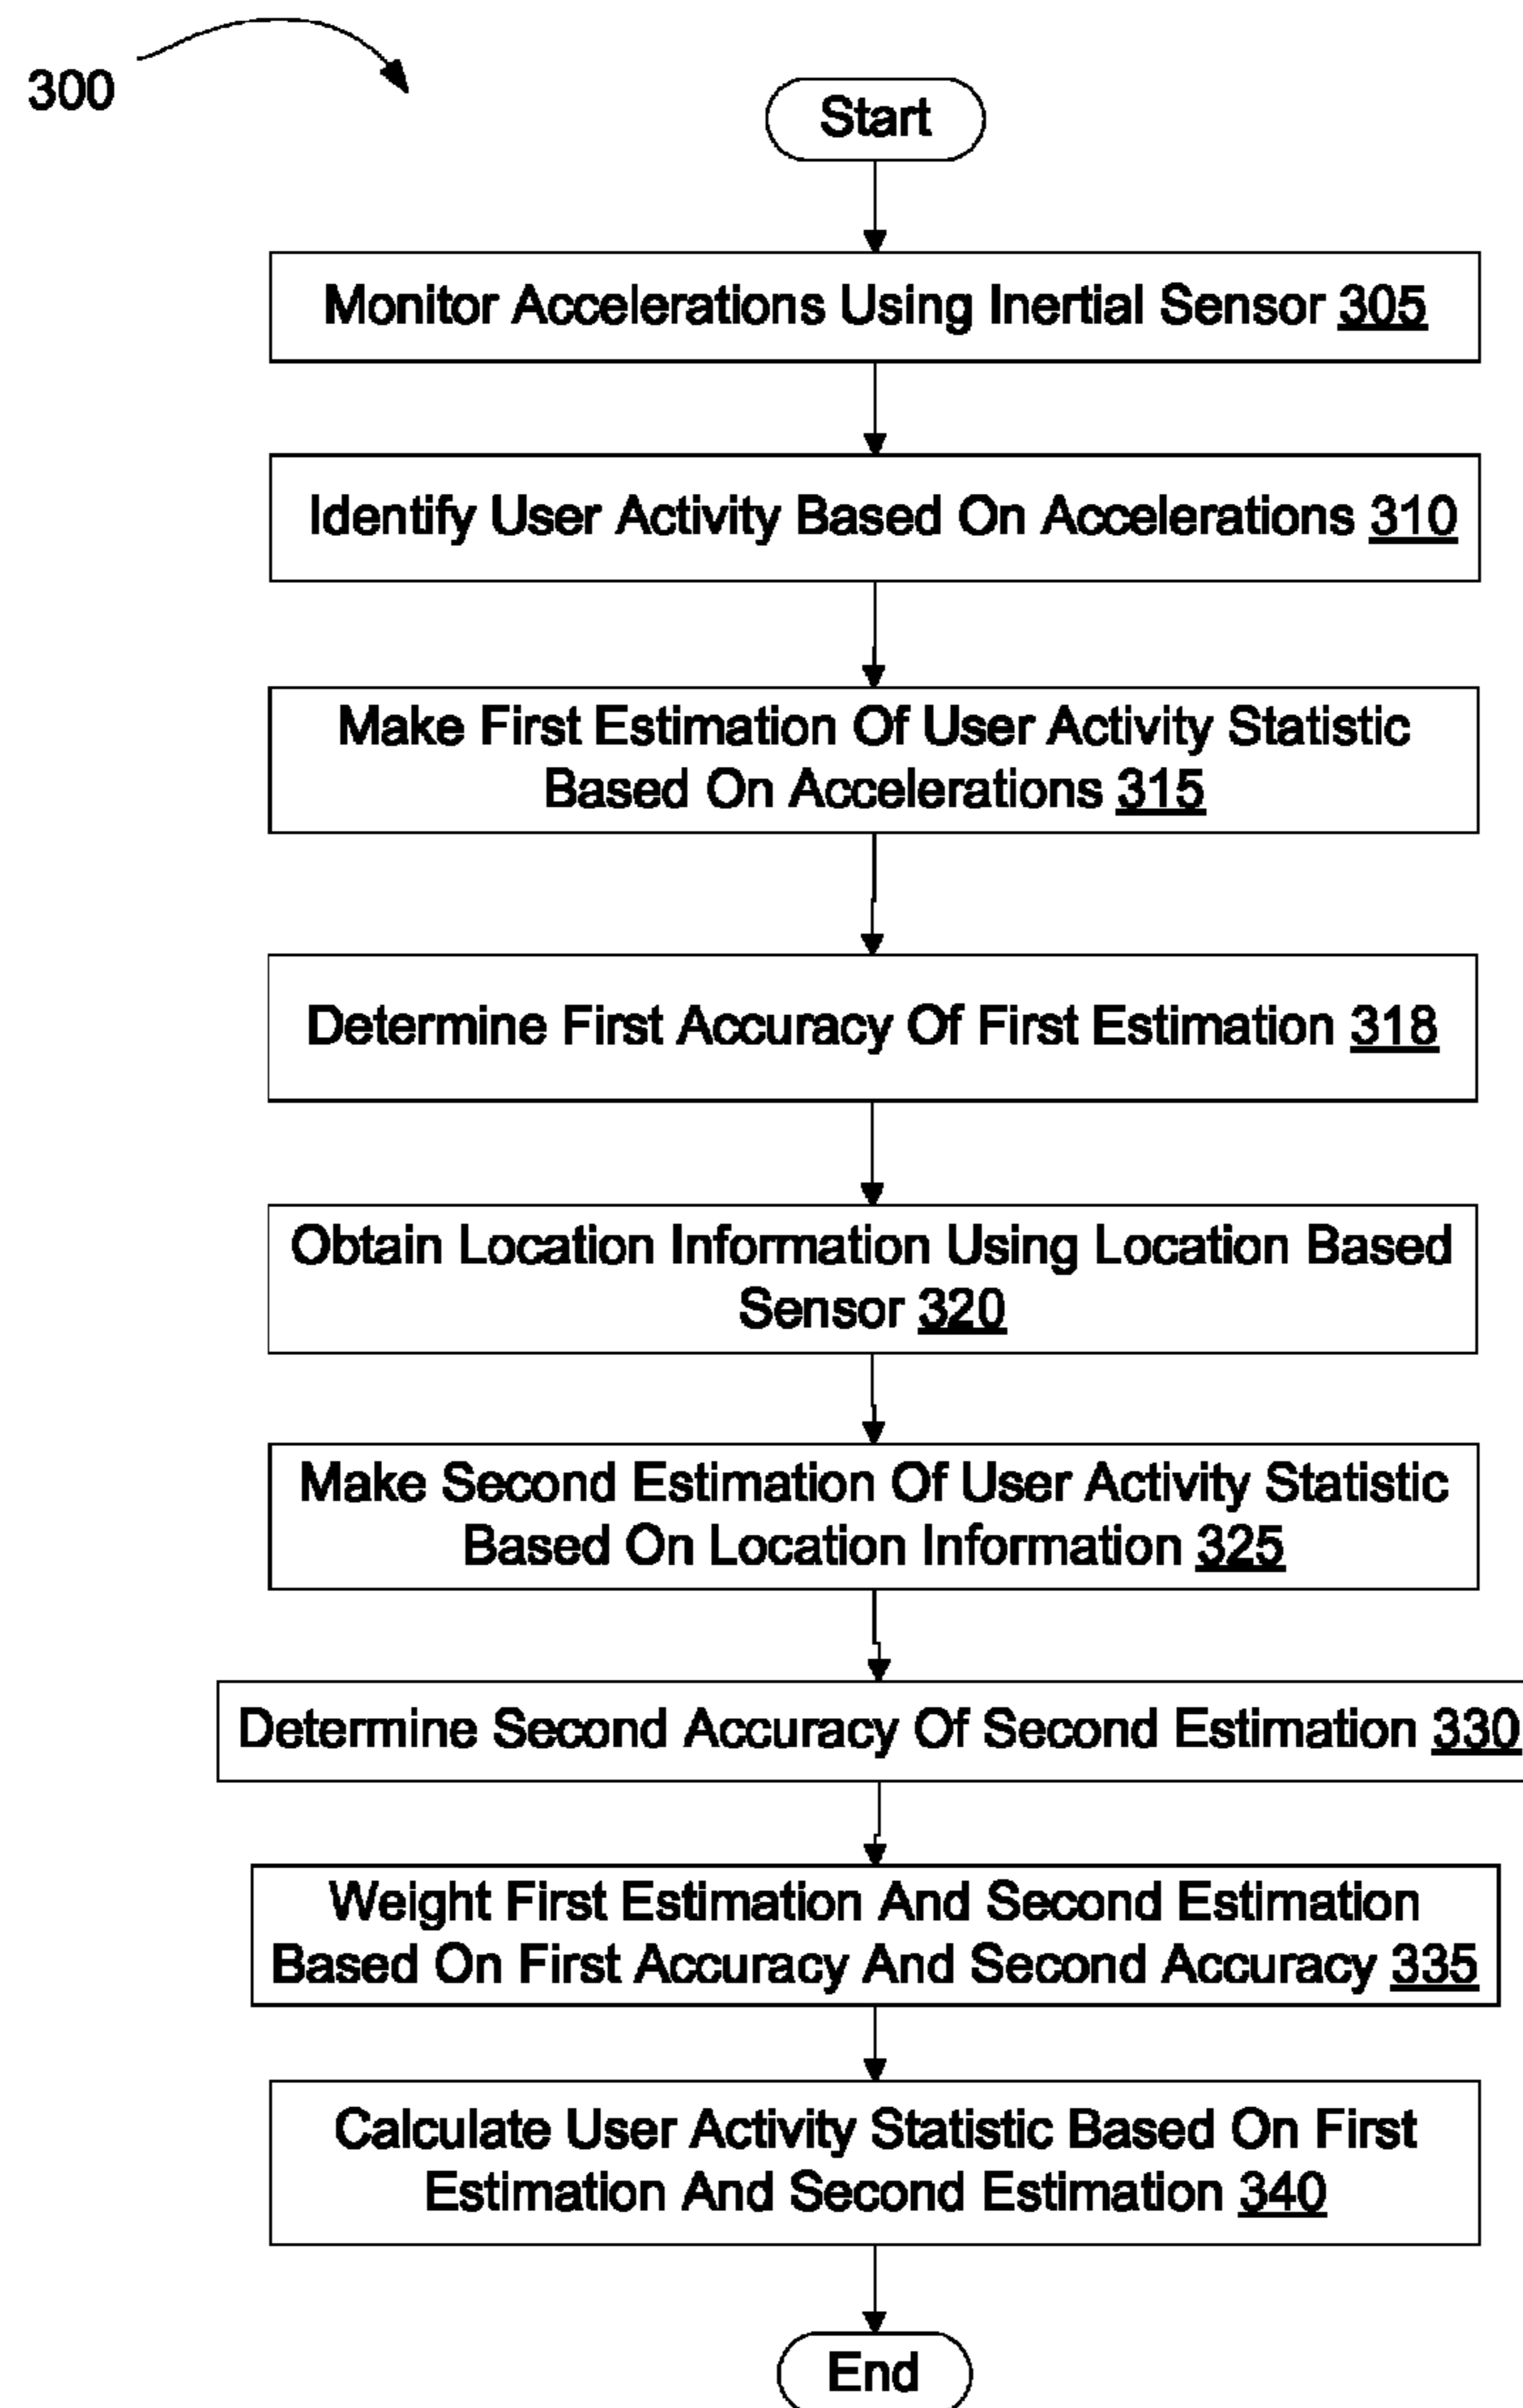 300
Start
Monitor Accelerations Using Inertial Sensor 305
Identify User Activity Based On Accelerations 310
Make First Estimation Of User Activity Statistic
Based On Accelerations 315
Determine First Accuracy Of First Estimation 318
Obtain Location Information Using Location Based
Sensor 320
Make Second Estimation Of User Activity Statistic
Based On Location Information 325
Determine Second Accuracy Of Second Estimation 330
Weight First Estimation And Second Estimation
Based On First Accuracy And Second Accuracy 335
Calculate User Activity Statistic Based On First
Estimation And Second Estimation 340
End